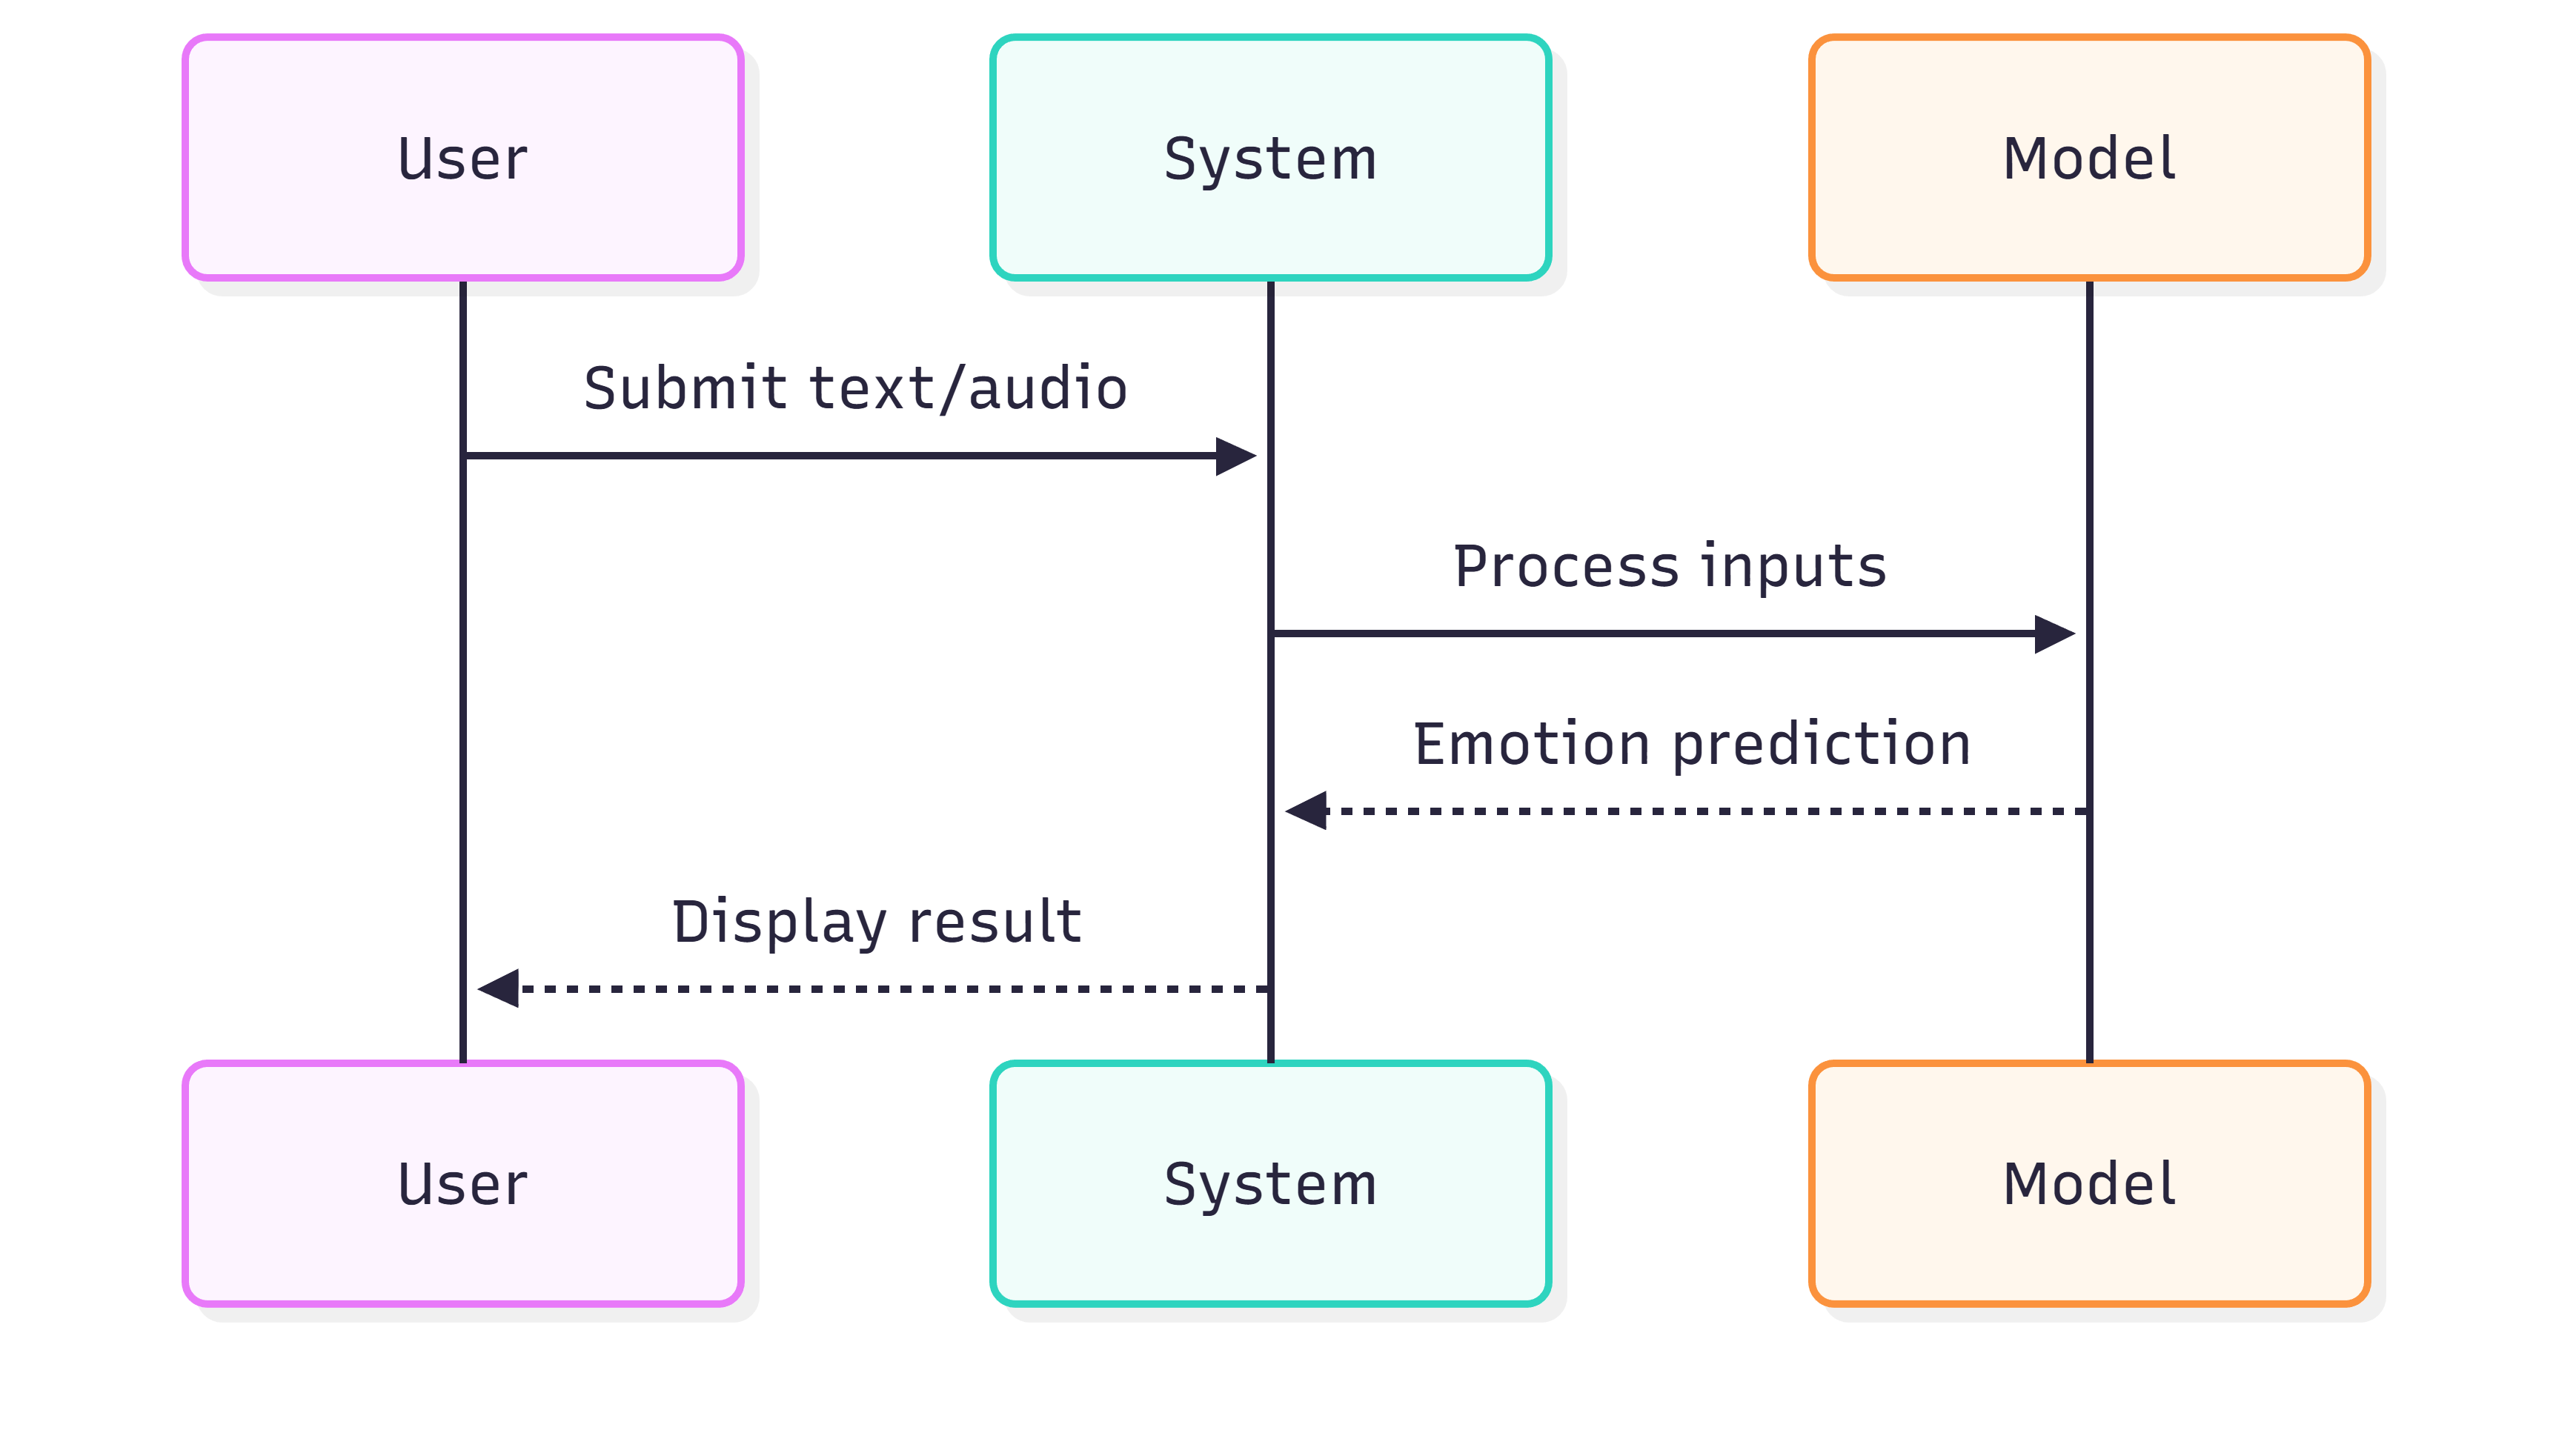 User
System
Model
Submit text/audio
Process inputs
Emotion prediction
Display result
User
System
Model